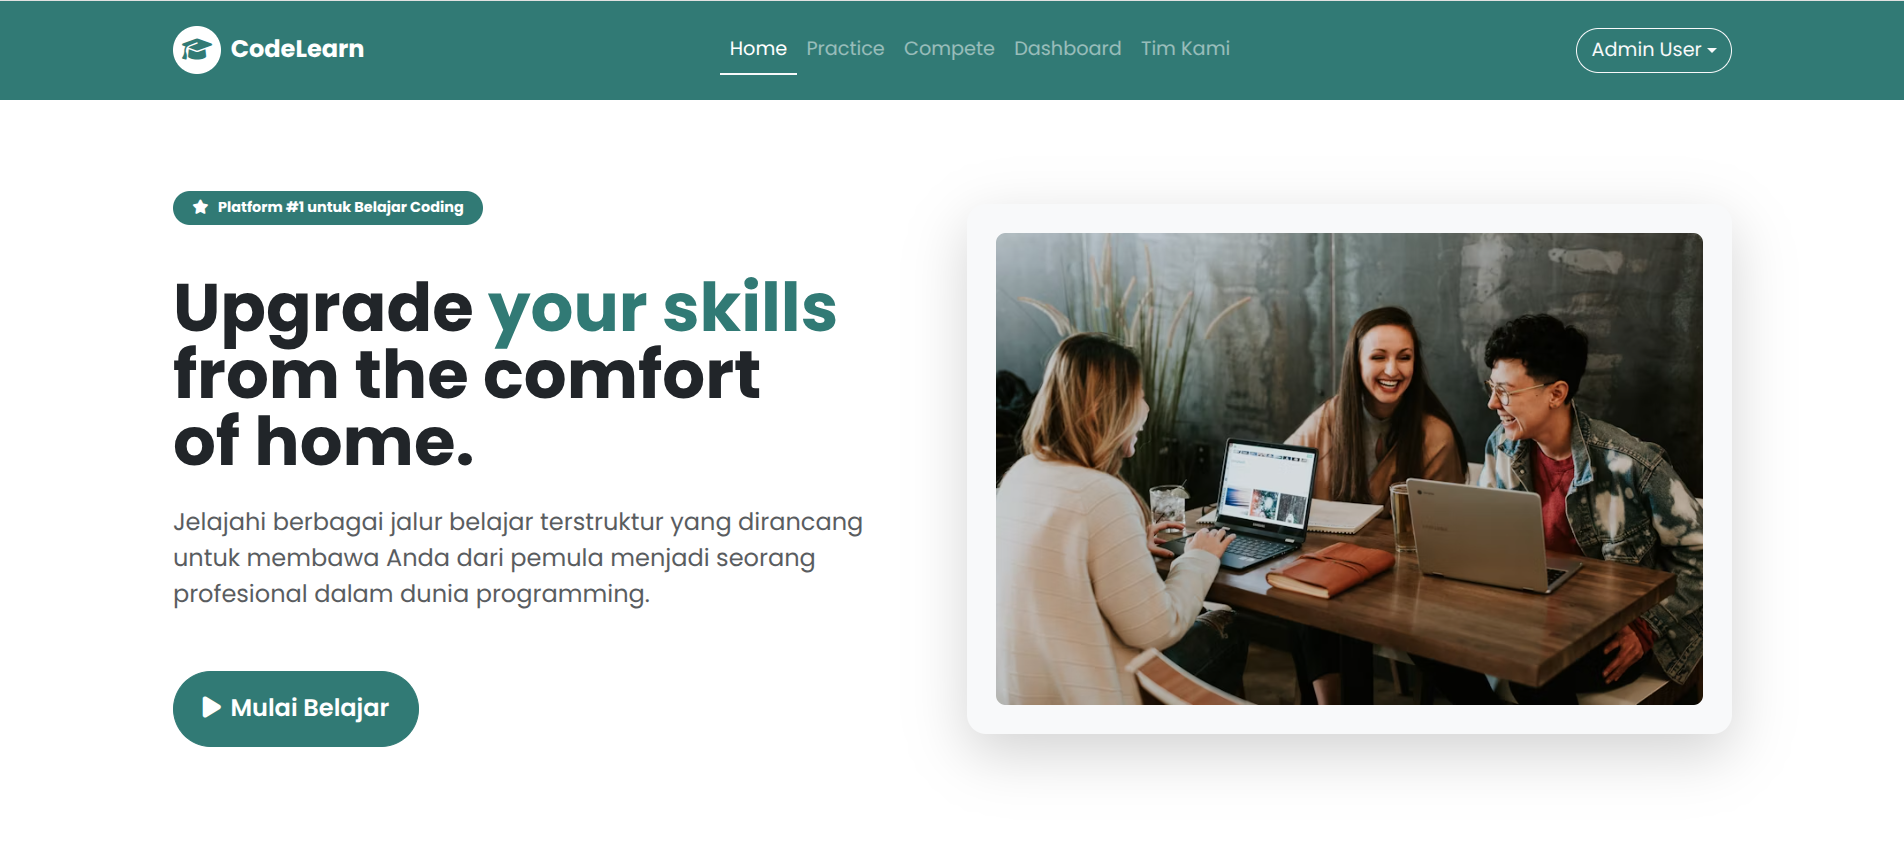 CodeLearn
Home Practice Compete Dashboard Tim Kami
Admin User
Platform #1 untuk Belajar Coding
Upgrade your skills
from the comfort
of home.
Jelajahi berbagai jalur belajar terstruktur yang dirancang
untuk membawa Anda dari pemula menjadi seorang
profesional dalam dunia programming.
Mulai Belajar